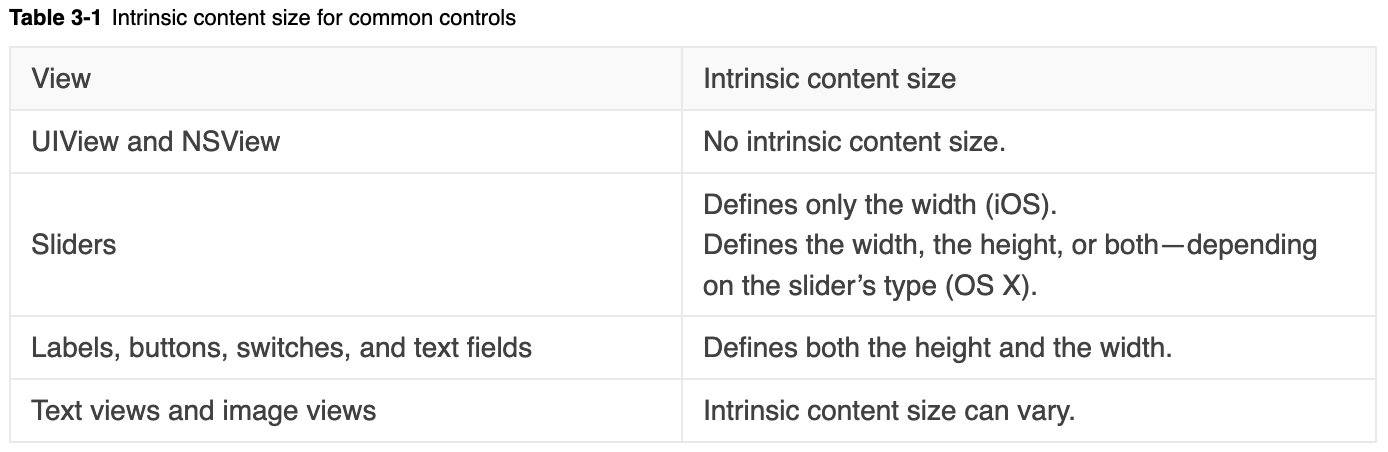 Table 3-1 Intrinsic content size for common controls
View
Intrinsic content size
UIView and NSView
No intrinsic content size.
Sliders
Defines only the width (iOS).
Defines the width, the height, or both—depending
on the slider’s type (OS X).
Labels, buttons, switches, and text fields
Defines both the height and the width.
Text views and image views
Intrinsic content size can vary.